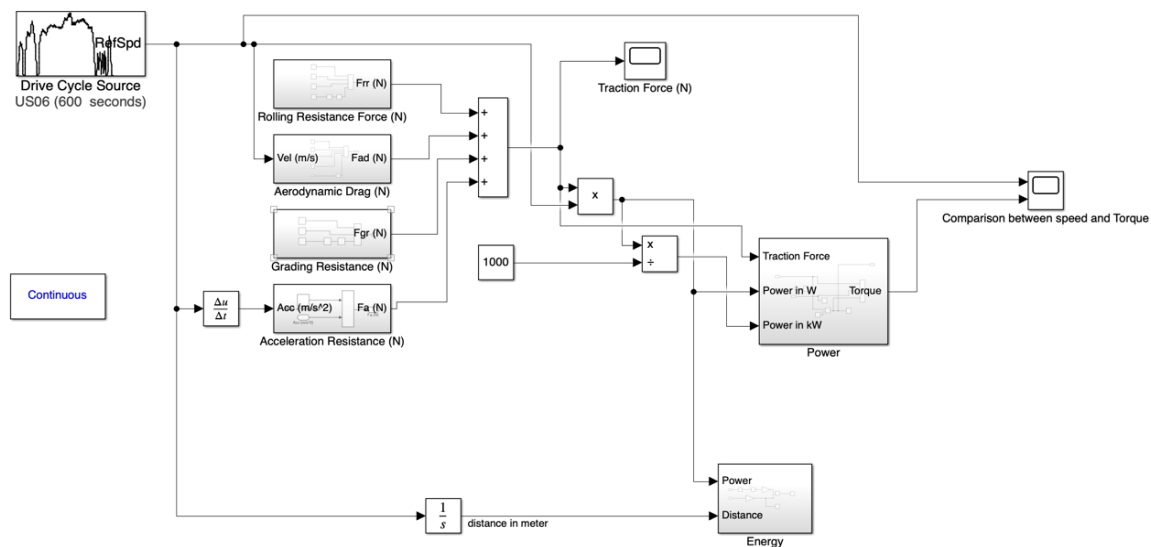 RefSpd
Drive Cycle Source
US06 (600 seconds)
Frr (N)
Rolling Resistance Force (N)
Vel (m/s)
Fad (N)
Aerodynamic Drag (N)
Fgr (N)
Grading Resistance (N)
Continuous
Δu
Δt
Acc (m/s^2)
Fa (N)
Acceleration Resistance (N)
+
+
+
+
Traction Force (N)
x
1000
x
÷
Traction Force
Power in W
Power in kW
Torque
Power
Comparison between speed and Torque
1
s
distance in meter
Power
Distance
Energy